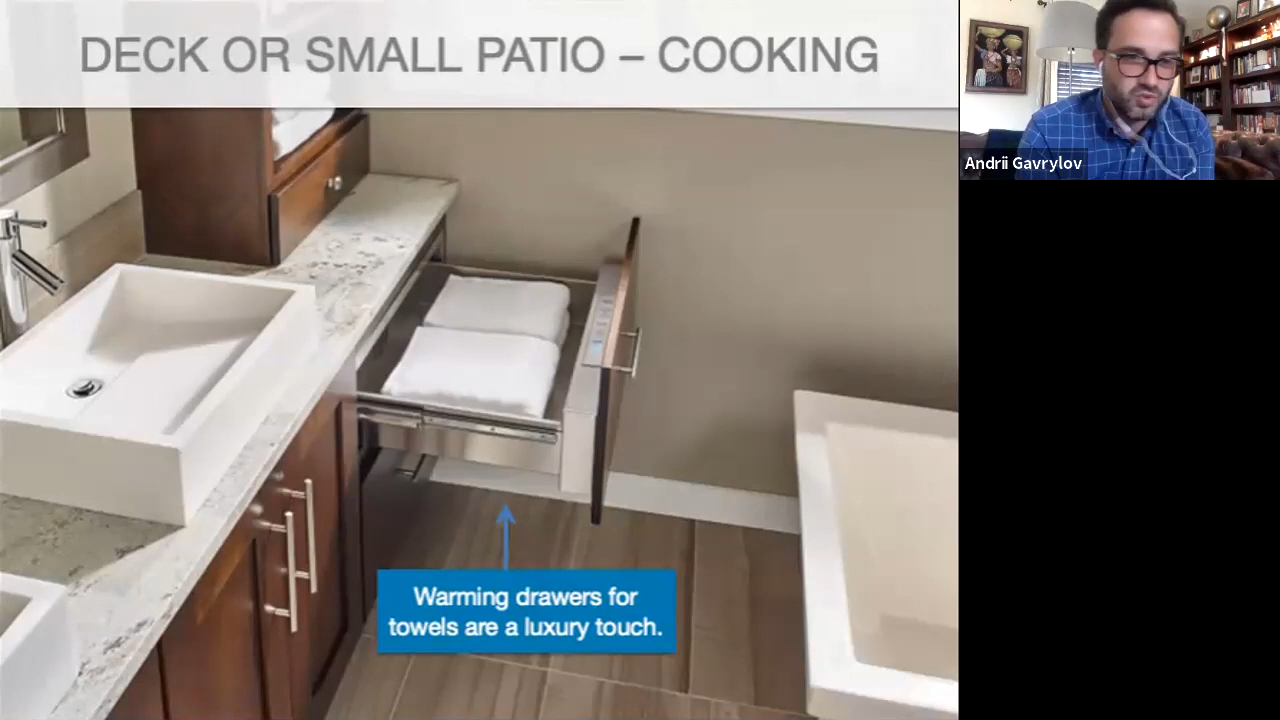 DECK OR SMALL PATIO – COOKING
Andrii Gavrylov
Warming drawers for
towels are a luxury touch.